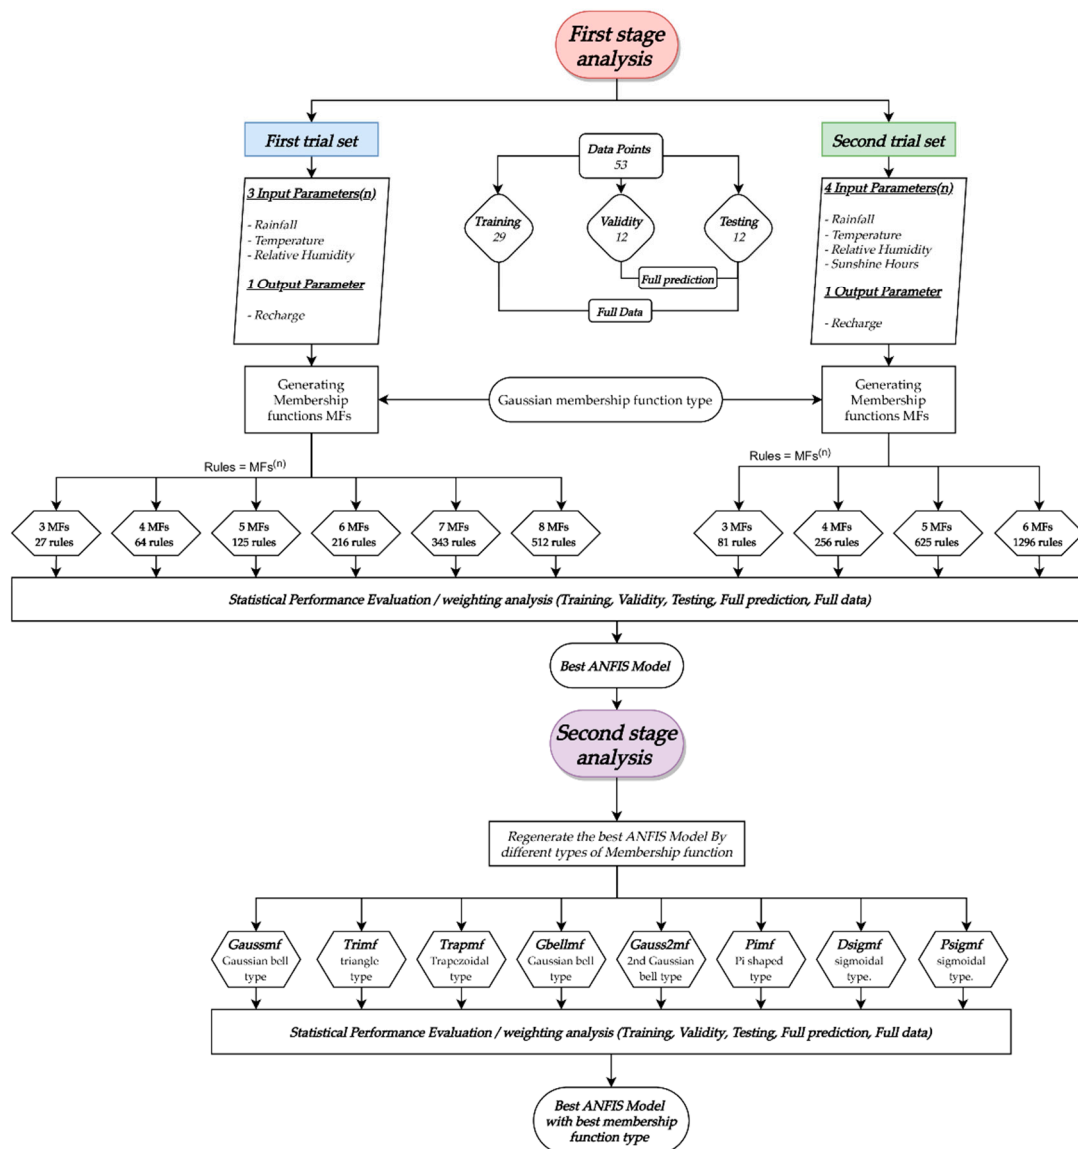 First stage
analysis
First trial set
Second trial set
3 Input Parameters(n)
- Rainfall
- Temperature
- Relative Humidity
1 Output Parameter
- Recharge
Data Points
53
Training
29
Validity
12
Testing
12
Full prediction
Full Data
4 Input Parameters(n)
- Rainfall
- Temperature
- Relative Humidity
- Sunshine Hours
1 Output Parameter
- Recharge
Generating
Membership
functions MFs
Gaussian membership function type
Generating
Membership
functions MFs
Rules = MFs(n)
Rules = MFs(n)
3 MFs
27 rules
4 MFs
64 rules
5 MFs
125 rules
6 MFs
216 rules
7 MFs
343 rules
8 MFs
512 rules
3 MFs
81 rules
4 MFs
256 rules
5 MFs
625 rules
6 MFs
1296 rules
Statistical Performance Evaluation / weighting analysis (Training, Validity, Testing, Full prediction, Full data)
Best ANFIS Model
Second stage
analysis
Regenerate the best ANFIS Model By
different types of Membership function
Gaussmf
Gaussian bell
type
Trimf
triangle
type
Trapmf
Trapezoidal
type
Gbellmf
Gaussian bell
type
Gauss2mf
2nd Gaussian
bell type
Pimf
Pi shaped
type
Dsigmf
sigmoidal
type.
Psigmf
sigmoidal
type.
Statistical Performance Evaluation / weighting analysis (Training, Validity, Testing, Full prediction, Full data)
Best ANFIS Model
with best membership
function type